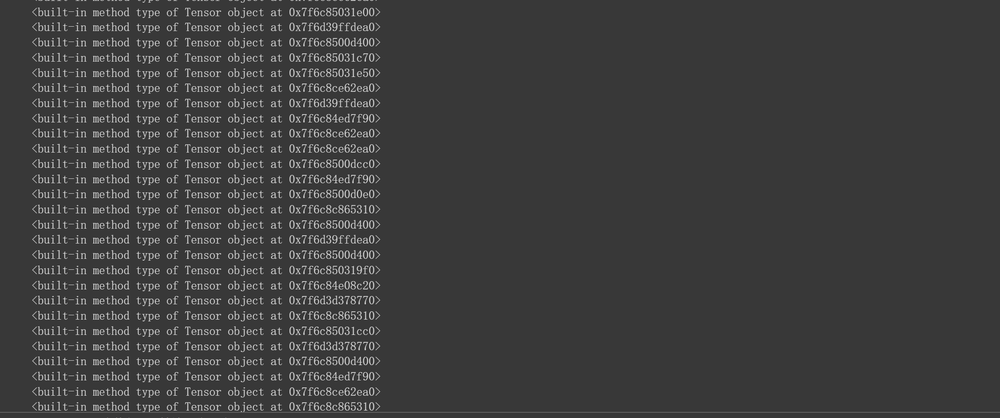 <built-in method type of Tensor object at 0x7f6c8ce62ea0>
<built-in method type of Tensor object at 0x7f6c85031e00>
<built-in method type of Tensor object at 0x7f6d39ffdea0>
<built-in method type of Tensor object at 0x7f6c8500d400>
<built-in method type of Tensor object at 0x7f6c85031c70>
<built-in method type of Tensor object at 0x7f6c85031e50>
<built-in method type of Tensor object at 0x7f6c8ce62ea0>
<built-in method type of Tensor object at 0x7f6d39ffdea0>
<built-in method type of Tensor object at 0x7f6c84ed7f90>
<built-in method type of Tensor object at 0x7f6c8ce62ea0>
<built-in method type of Tensor object at 0x7f6c8ce62ea0>
<built-in method type of Tensor object at 0x7f6c8500dcc0>
<built-in method type of Tensor object at 0x7f6c84ed7f90>
<built-in method type of Tensor object at 0x7f6c8500d0e0>
<built-in method type of Tensor object at 0x7f6c8c865310>
<built-in method type of Tensor object at 0x7f6c8500d400>
<built-in method type of Tensor object at 0x7f6d39ffdea0>
<built-in method type of Tensor object at 0x7f6c8500d400>
<built-in method type of Tensor object at 0x7f6c850319f0>
<built-in method type of Tensor object at 0x7f6c84e08c20>
<built-in method type of Tensor object at 0x7f6d3d378770>
<built-in method type of Tensor object at 0x7f6c8c865310>
<built-in method type of Tensor object at 0x7f6c85031cc0>
<built-in method type of Tensor object at 0x7f6d3d378770>
<built-in method type of Tensor object at 0x7f6c8500d400>
<built-in method type of Tensor object at 0x7f6c84ed7f90>
<built-in method type of Tensor object at 0x7f6c8ce62ea0>
<built-in method type of Tensor object at 0x7f6c8c865310>